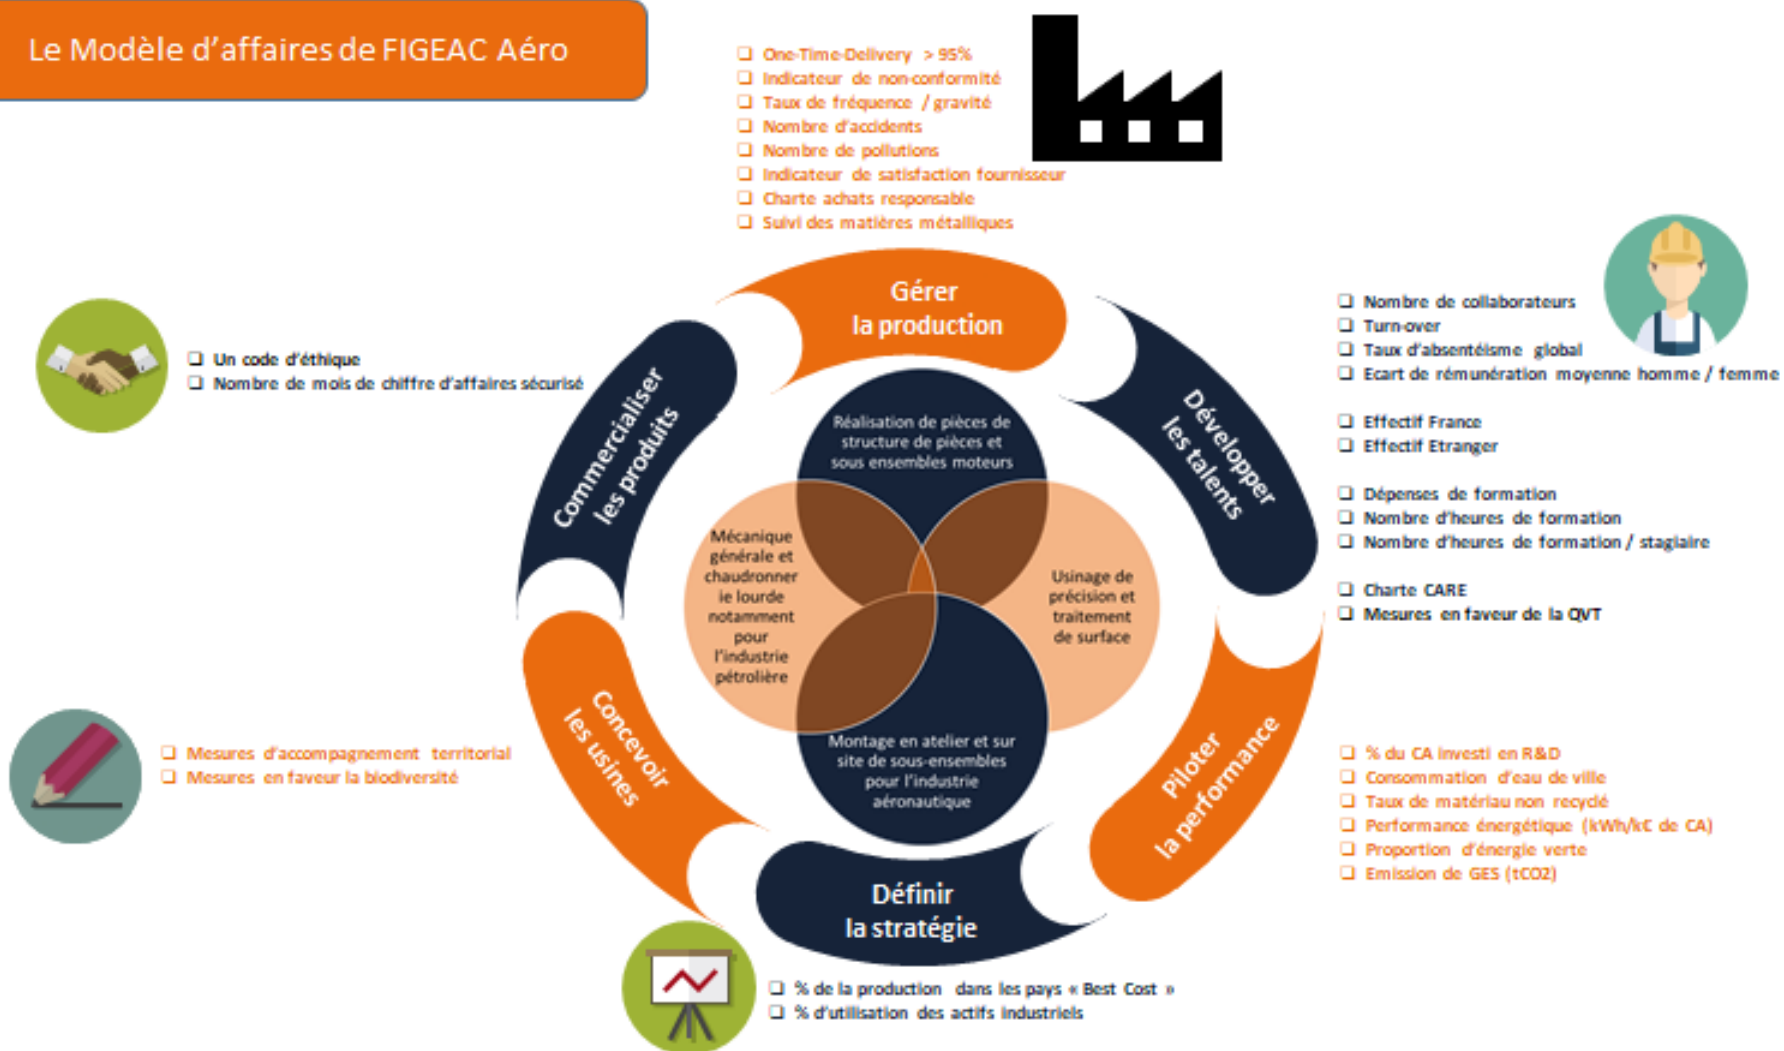 Le Modèle d'affaires de FIGEAC Aéro
One-Time-Delivery > 95%
Indicateur de non-conformité
Taux de fréquence / gravité
Nombre d'accidents
Nombre de pollutions
Indicateur de satisfaction fournisseur
Charte achats responsable
Suivi des matières métalliques
Gérer
la production
Un code d'éthique
Nombre de mois de chiffre d'affaires sécurisé
Commercialiser
les produits
Développer
les talents
Nombre de collaborateurs
Turn-over
Taux d'absentéisme global
Ecart de rémunération moyenne homme / femme
Effectif France
Effectif Etranger
Dépenses de formation
Nombre d'heures de formation
Nombre d'heures de formation / stagiaire
Charte CARE
Mesures en faveur de la QVT
Réalisation de pièces de
structure de pièces et
sous ensembles moteurs
Mécanique
générale et
chaudronner
ie lourde
notamment
pour
l'industrie
pétrolière
Usinage de
précision et
traitement
de surface
Montage en atelier et sur
site de sous-ensembles
pour l'industrie
aéronautique
Concevoir
les usines
Mesures d'accompagnement territorial
Mesures en faveur la biodiversité
Piloter
la performance
% du CA investi en R&D
Consommation d'eau de ville
Taux de matériau non recyclé
Performance énergétique (kWh/k€ de CA)
Proportion d'énergie verte
Emission de GES (tCO2)
Définir
la stratégie
% de la production dans les pays « Best Cost »
% d'utilisation des actifs industriels